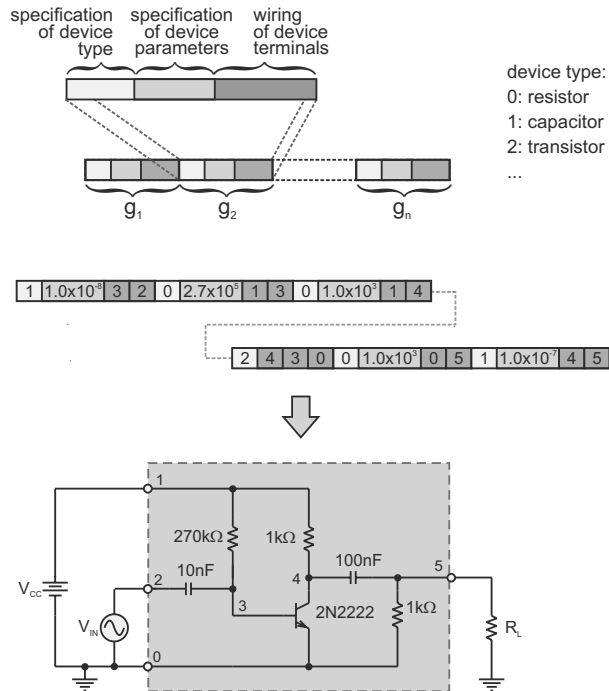 specification of device type
specification of device parameters
wiring of device terminals
device type:
0: resistor
1: capacitor
2: transistor
...
g1 g2 gn
1 1.0x10⁻⁸ 3 2 0 2.7x10⁵ 1 3 0 1.0x10³ 1 4
2 4 3 0 0 1.0x10³ 0 5 1 1.0x10⁻⁷ 4 5
1
270kΩ 1kΩ
10nF 100nF
2 4 5
VCC
3
2N2222
VIN
1kΩ
RL
0